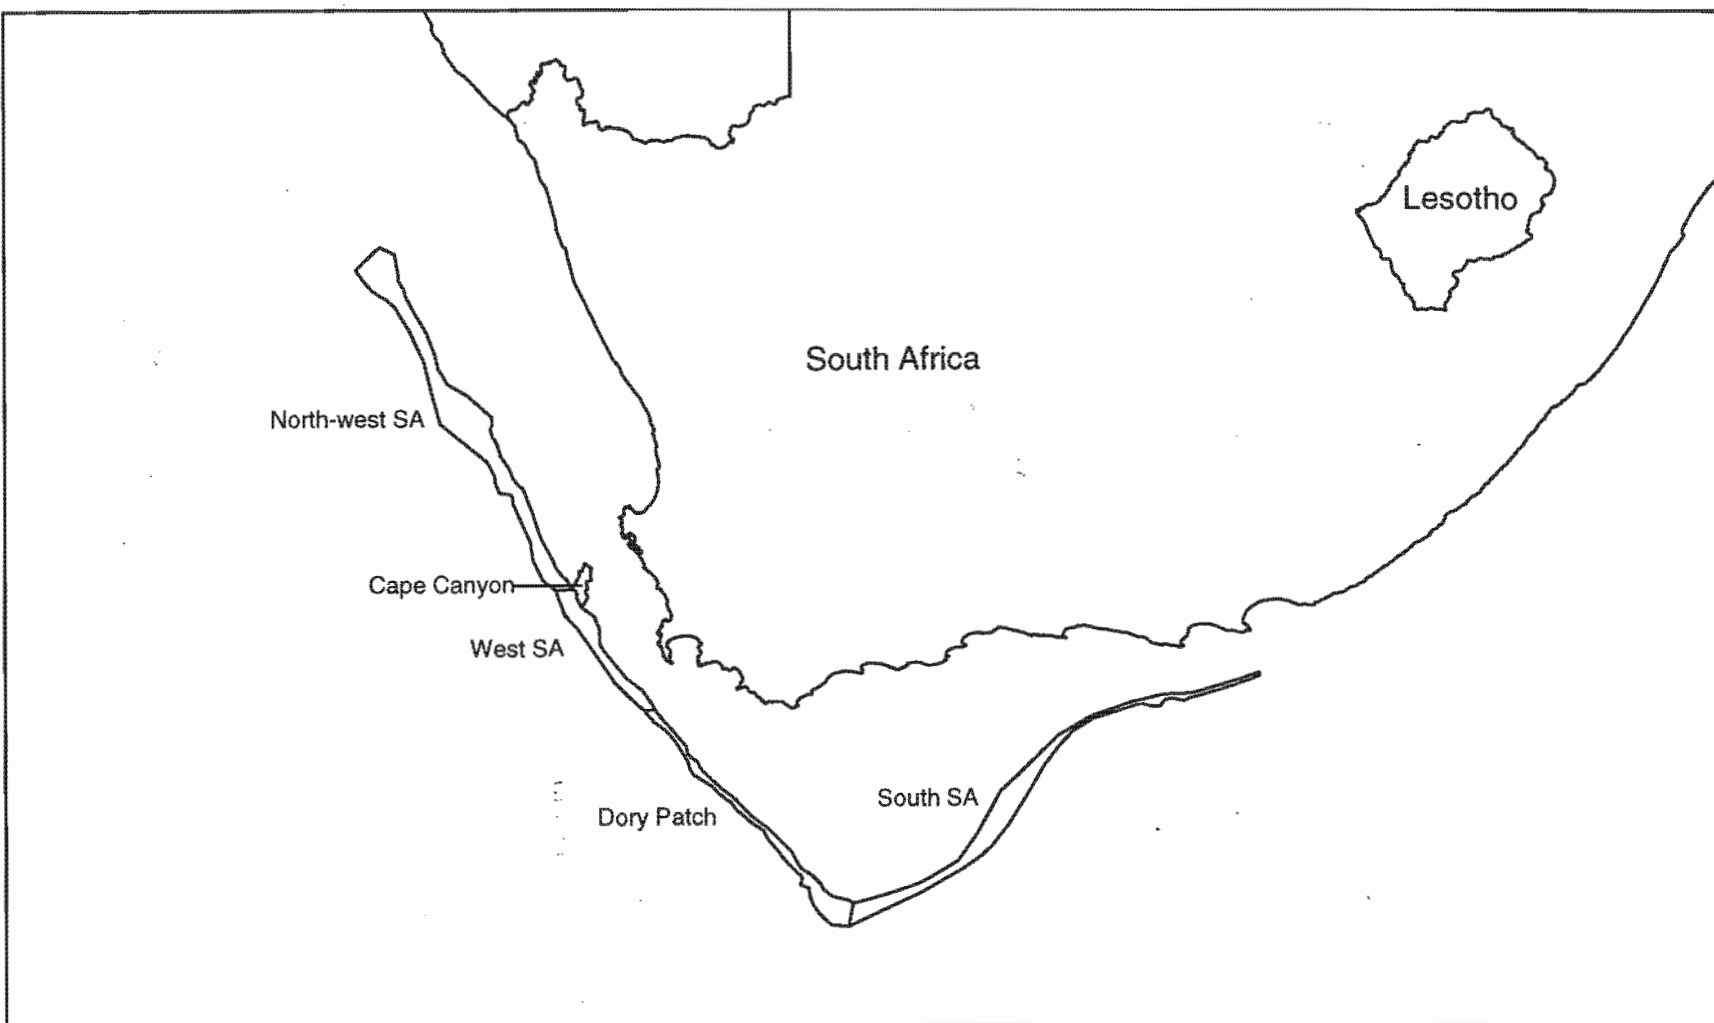 Lesotho
South Africa
North-west SA
Cape Canyon
West SA
South SA
Dory Patch